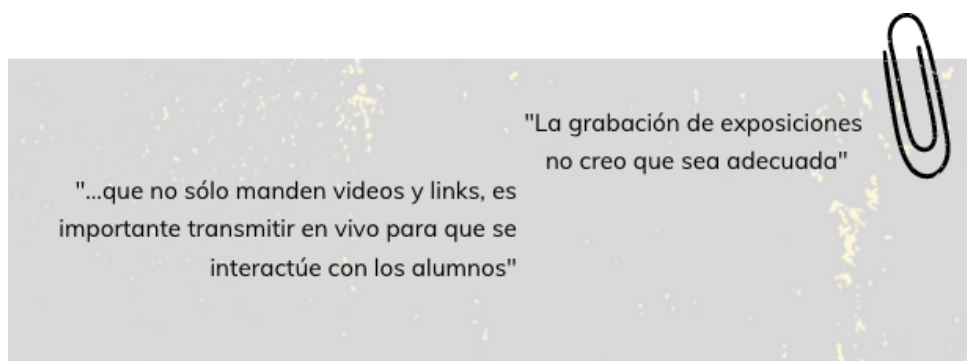 "La grabación de exposiciones
no creo que sea adecuada"
"...que no sólo manden videos y links, es
importante transmitir en vivo para que se
interactúe con los alumnos"